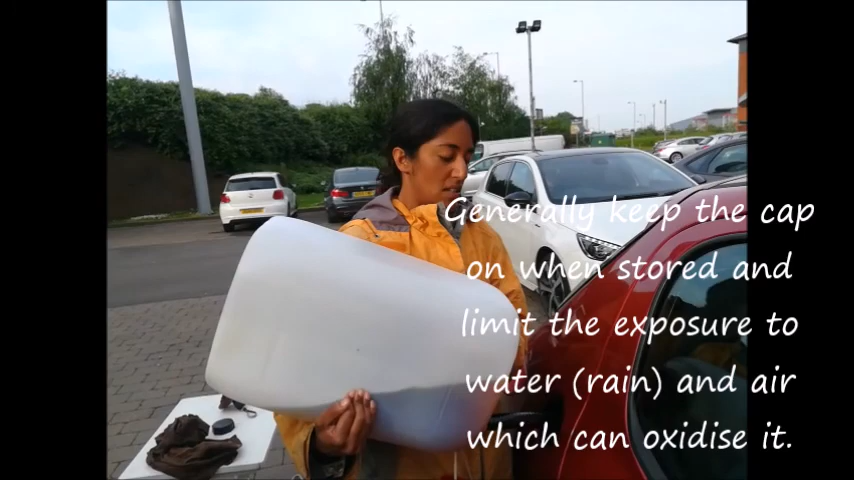 Generally keep the cap
on when stored and
limit the exposure to
water (rain) and air
which can oxidise it.